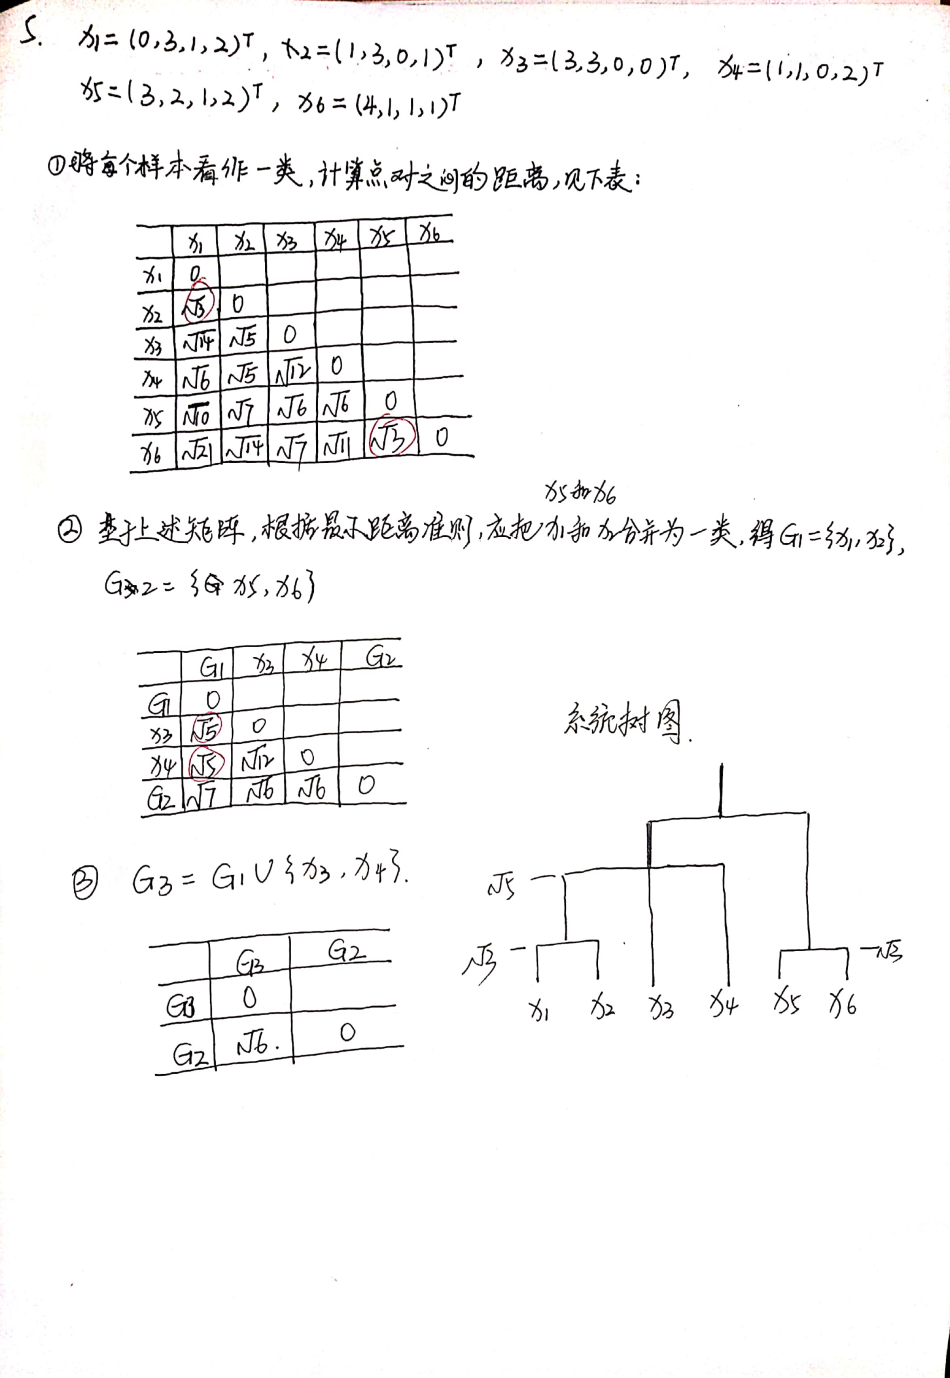 5. x1=(0,3,1,2)T, x2=(1,3,0,1)T, x3=(3,3,0,0)T, x4=(1,1,0,2)T
x5=(3,2,1,2)T, x6=(4,1,1,1)T
①将每个样本看作一类,计算点对之间的距离,见下表:
x1 x2 x3 x4 x5 x6
x1 0
x2 √3 0
x3 √14 √5 0
x4 √6 √5 √12 0
x5 √10 √7 √6 √6 0
x6 √21 √14 √7 √11 √3 0
x5和x6
② 基于上述矩阵,根据最小距离准则,应把x1和x2合并为一类,得G1={x1,x2},
G2={x5,x6}
G1 x3 x4 G2
G1 0
x3 √5 0
x4 √5 √12 0
G2 √7 √6 √6 0
③ G3=G1∪{x3,x4}.
G3 G2
G3 0
G2 √6. 0
系统树图.
√5
√3 √3
x1 x2 x3 x4 x5 x6